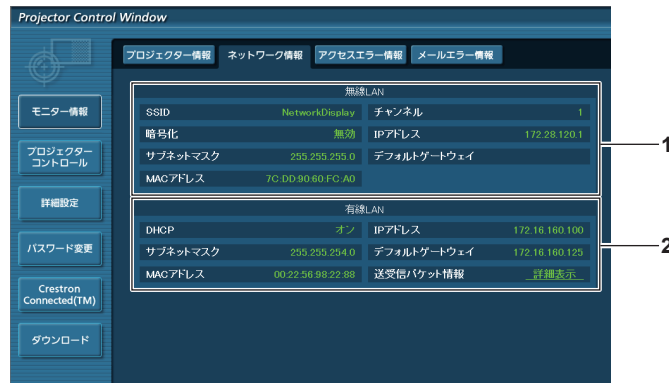 Projector Control Window
プロジェクター情報 ネットワーク情報 アクセスエラー情報 メールエラー情報
モニター情報
プロジェクター
コントロール
詳細設定
パスワード変更
Crestron
Connected(TM)
ダウンロード
無線LAN
SSID NetworkDisplay チャンネル 1
暗号化 無効 IPアドレス 172.28.120.1
サブネットマスク 255.255.255.0 デフォルトゲートウェイ
MACアドレス 7C:DD:90:60:FC:A0
1
有線LAN
DHCP オン IPアドレス 172.16.160.100
サブネットマスク 255.255.254.0 デフォルトゲートウェイ 172.16.160.125
MACアドレス 00:22:56:98:22:88 送受信パケット情報 詳細表示
2